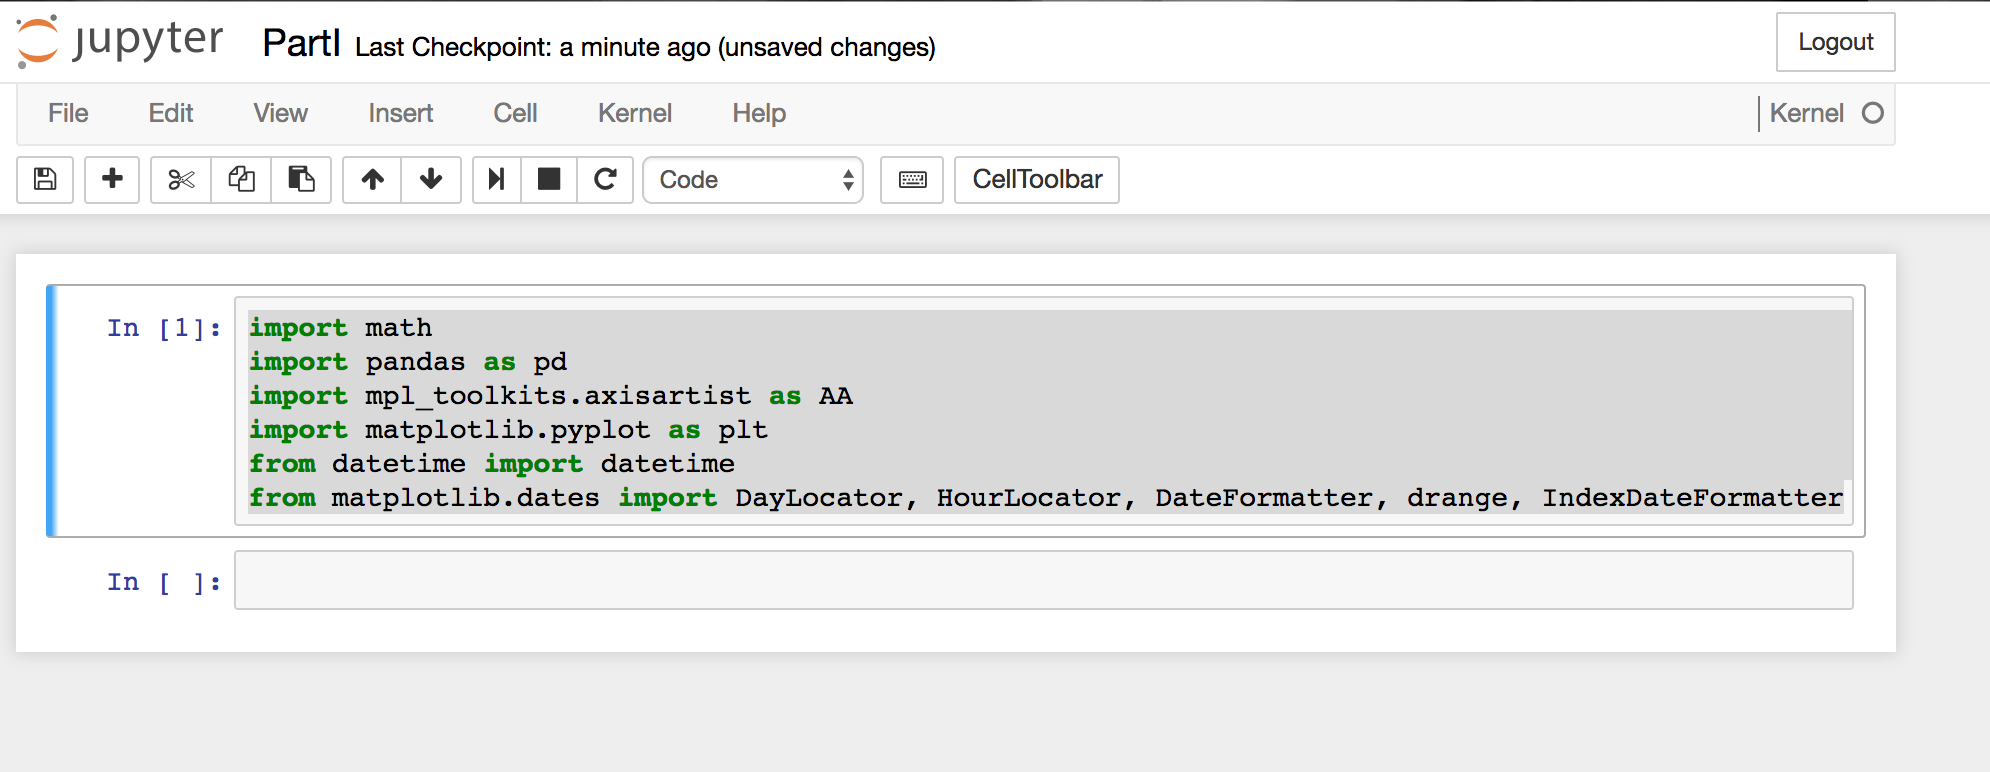 jupyter PartI Last Checkpoint: a minute ago (unsaved changes)
Logout
File Edit View Insert Cell Kernel Help
Kernel
Code
CellToolbar
In [1]:
import math
import pandas as pd
import mpl_toolkits.axisartist as AA
import matplotlib.pyplot as plt
from datetime import datetime
from matplotlib.dates import DayLocator, HourLocator, DateFormatter, drange, IndexDateFormatter
In [ ]: